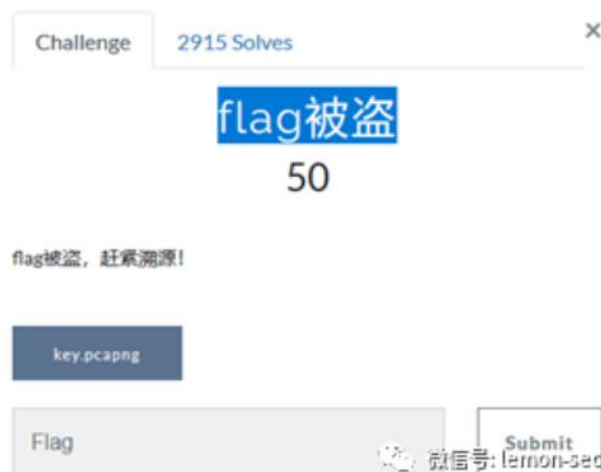 Challenge
2915 Solves
×
flag被盗
50
flag被盗，赶紧溯源!
key.pcapng
Flag
Submit
微信号: lemon-sec